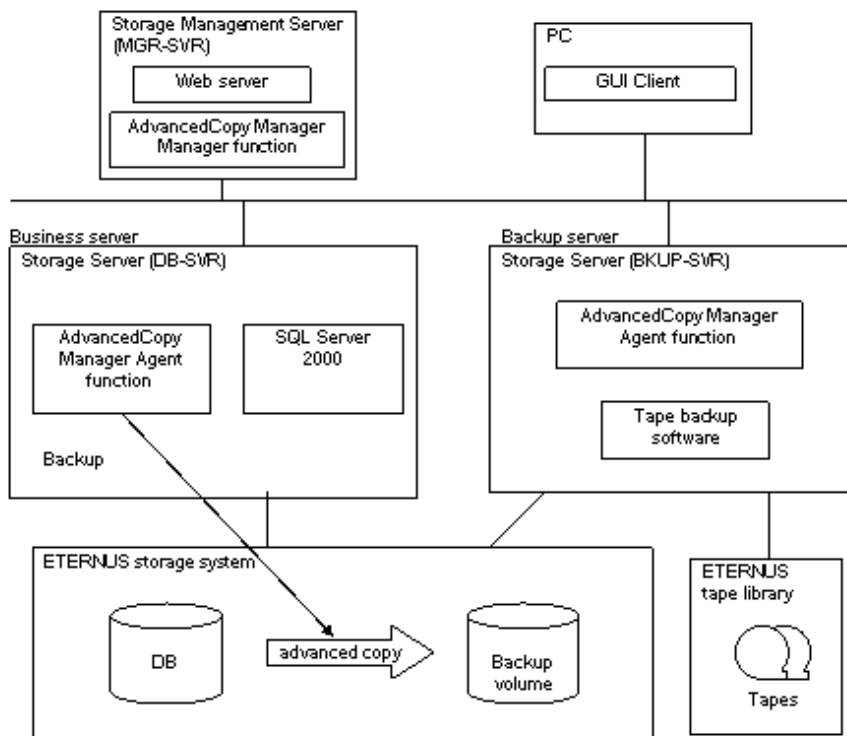 Storage Management Server
(MGR-SVR)
Web server
AdvancedCopy Manager
Manager function
PC
GUI Client
Business server
Storage Server (DB-SVR)
AdvancedCopy
Manager Agent
function
SQL Server
2000
Backup
Backup server
Storage Server (BKUP-SVR)
AdvancedCopy Manager
Agent function
Tape backup
software
ETERNUS storage system
DB
advanced copy
Backup
volume
ETERNUS
tape library
Tapes